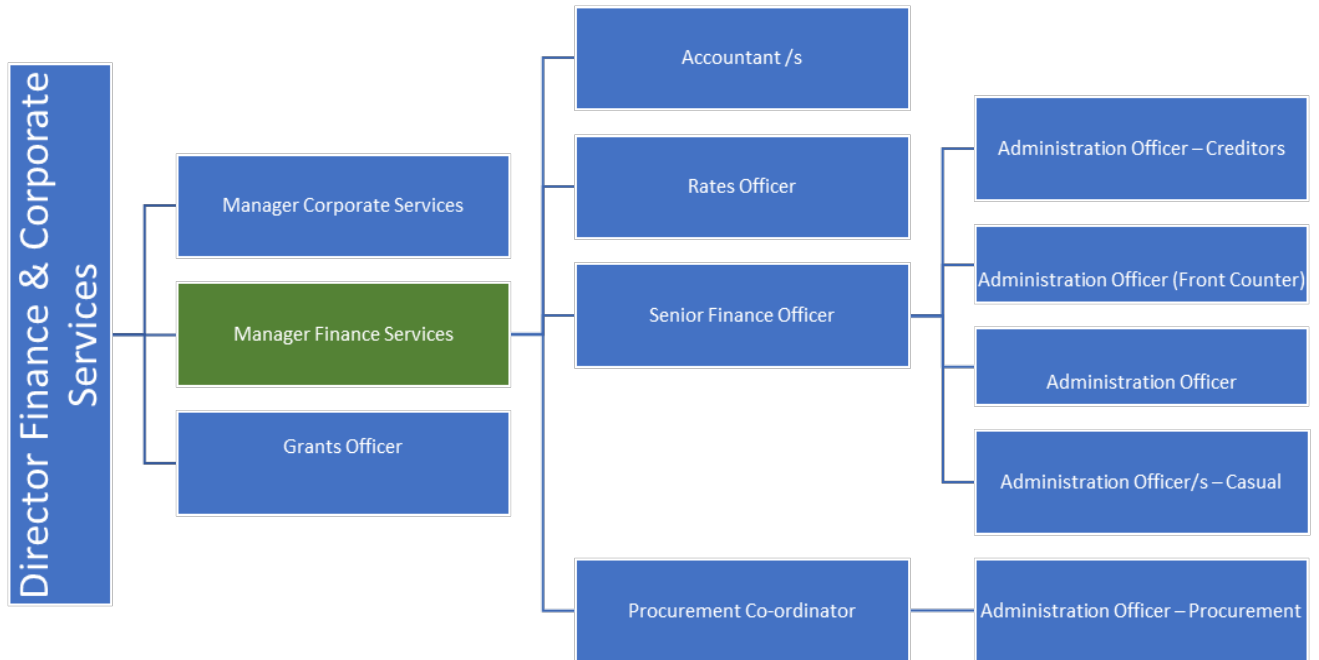 Director Finance & Corporate
Services
Manager Corporate Services
Manager Finance Services
Grants Officer
Accountant /s
Rates Officer
Senior Finance Officer
Procurement Co-ordinator
Administration Officer – Creditors
Administration Officer (Front Counter)
Administration Officer
Administration Officer/s – Casual
Administration Officer – Procurement